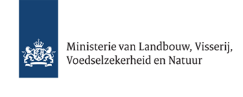 Ministerie van Landbouw, Visserij,
Voedselzekerheid en Natuur